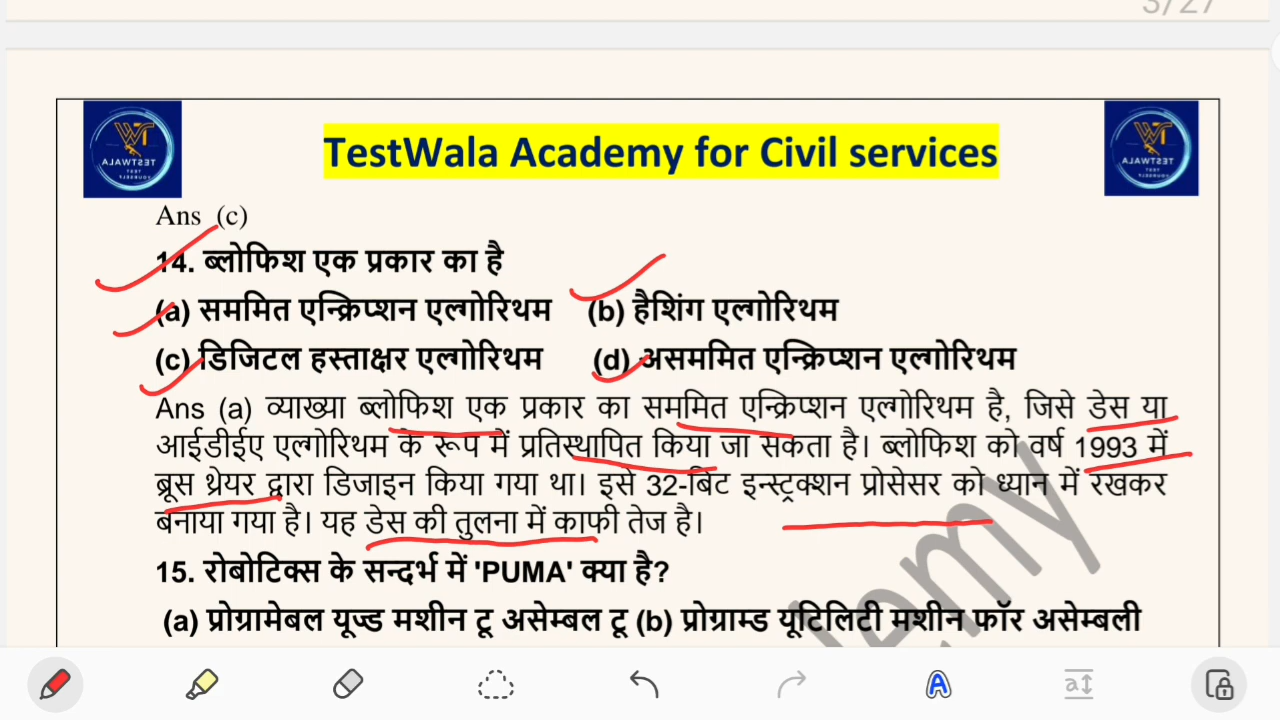 3/27
TestWala Academy for Civil services
Ans (c)
14. ब्लोफिश एक प्रकार का है
(a) सममित एन्क्रिप्शन एल्गोरिथम (b) हैशिंग एल्गोरिथम
(c) डिजिटल हस्ताक्षर एल्गोरिथम (d) असममित एन्क्रिप्शन एल्गोरिथम
Ans (a) व्याख्या ब्लोफिश एक प्रकार का सममित एन्क्रिप्शन एल्गोरिथम है, जिसे डेस या
आईडीईए एल्गोरिथम के रूप में प्रतिस्थापित किया जा सकता है। ब्लोफिश को वर्ष 1993 में
ब्रूस थ्रेयर द्वारा डिजाइन किया गया था। इसे 32-बिट इन्स्ट्रक्शन प्रोसेसर को ध्यान में रखकर
बनाया गया है। यह डेस की तुलना में काफी तेज है।
15. रोबोटिक्स के सन्दर्भ में 'PUMA' क्या है?
(a) प्रोग्रामेबल यूज्ड मशीन टू असेम्बल टू (b) प्रोग्राम्ड यूटिलिटी मशीन फॉर असेम्बली